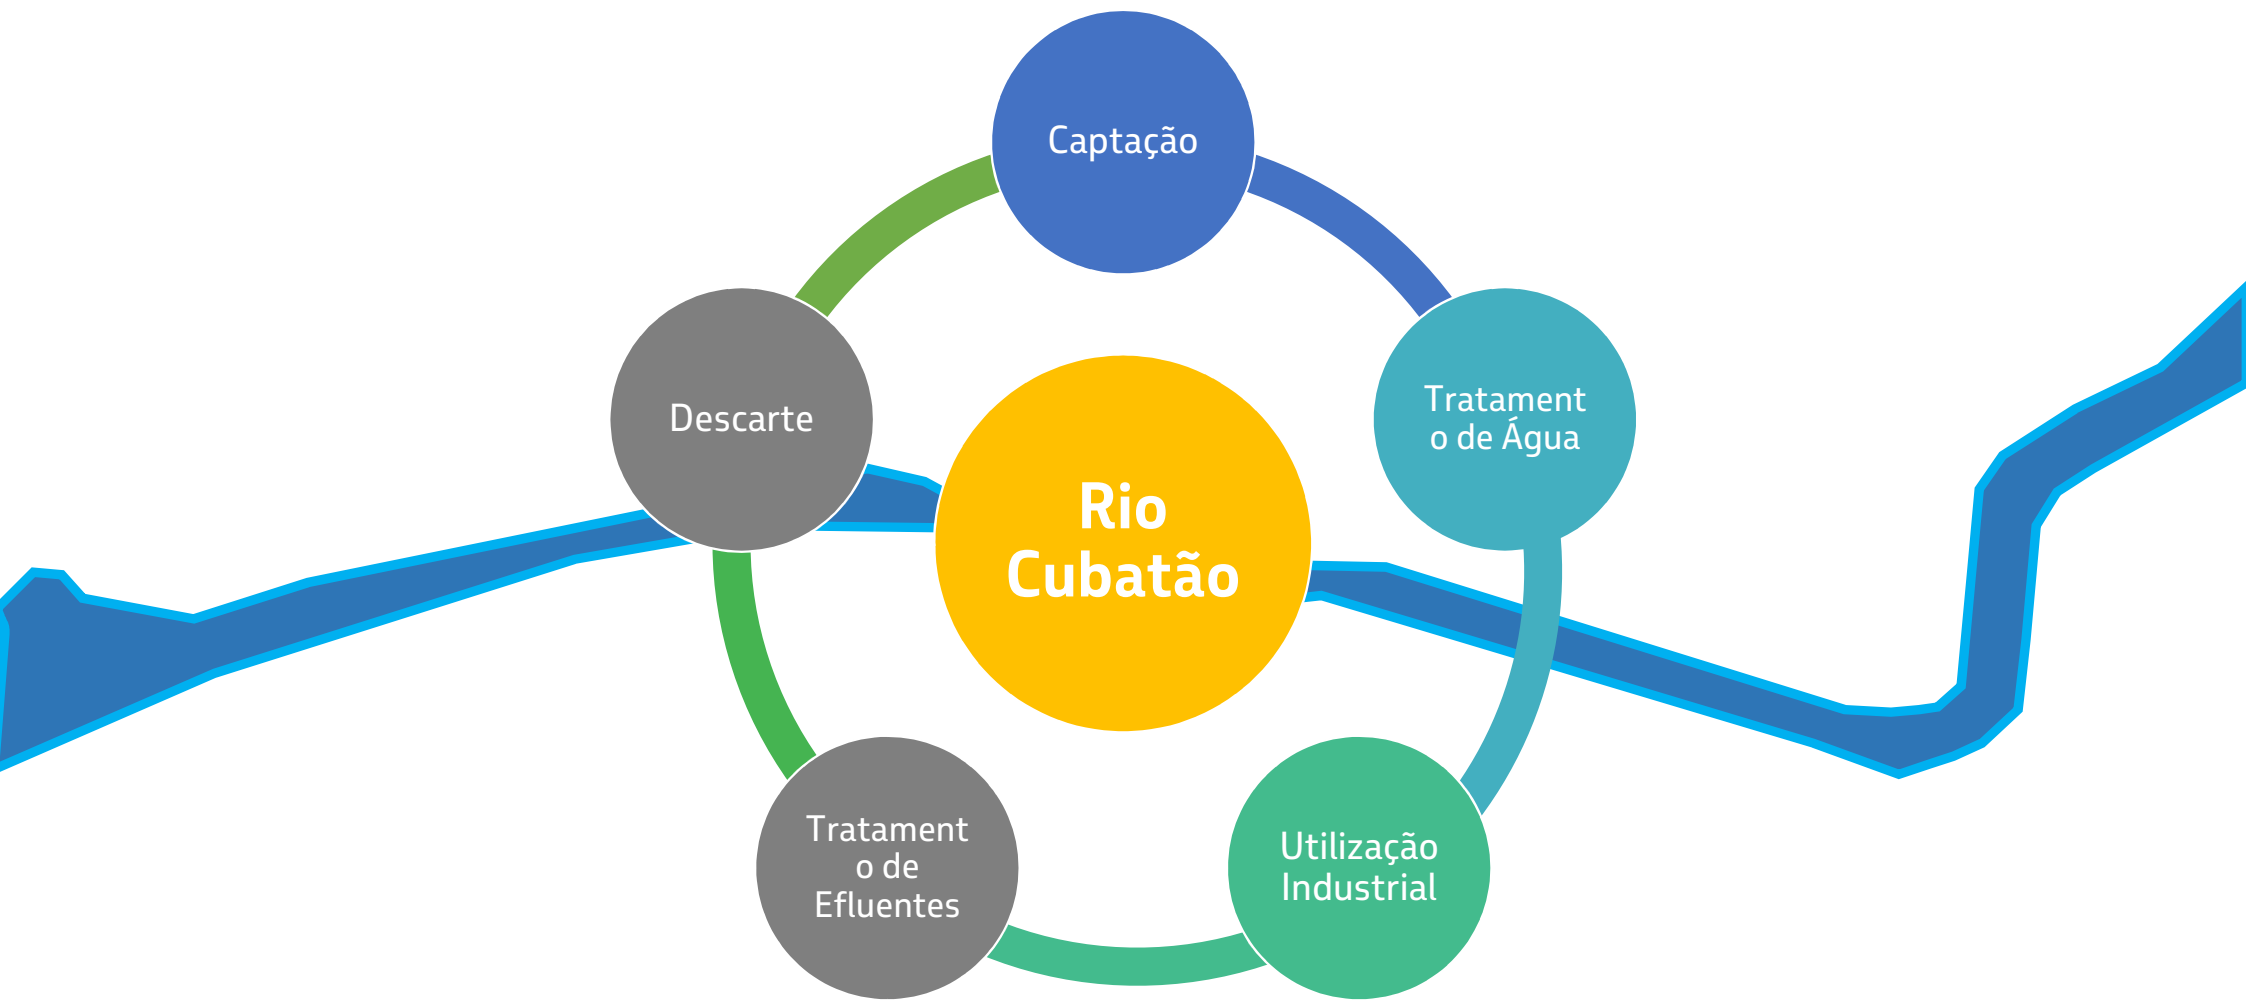 Captação
Tratament
o de Água
Utilização
Industrial
Tratament
o de
Efluentes
Descarte
Rio
Cubatão